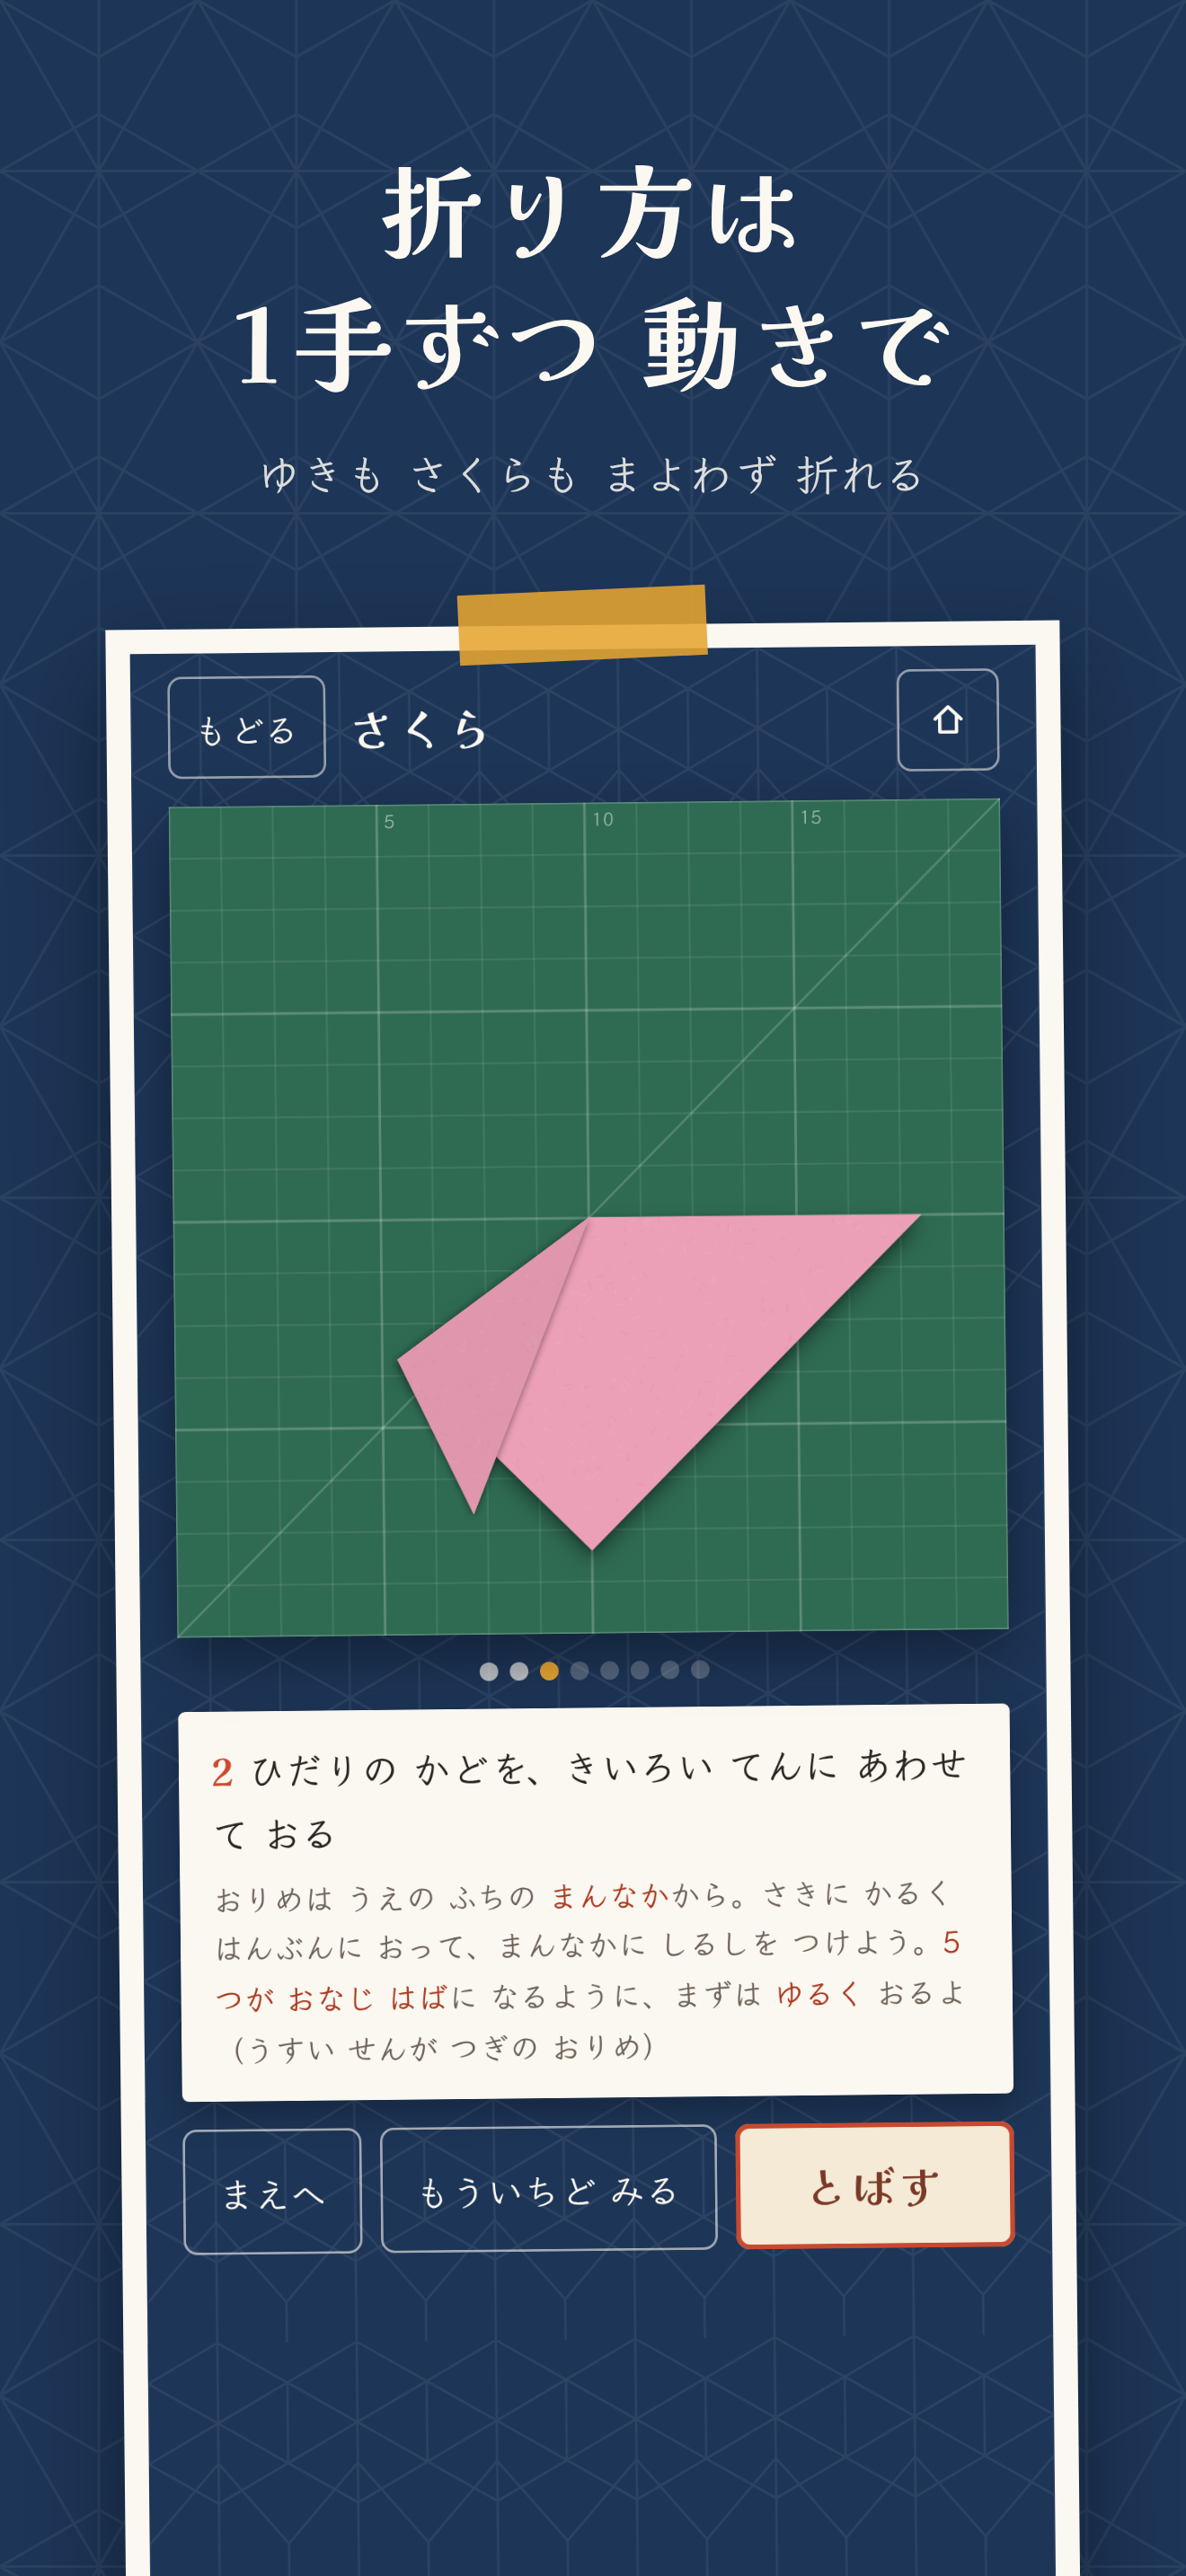 折り方は
1手ずつ 動きで
ゆきも さくらも まよわず 折れる
もどる さくら
5 10 15
2 ひだりの かどを、きいろい てんに あわせ
て おる
おりめは うえの ふちの まんなかから。さきに かるく
はんぶんに おって、まんなかに しるしを つけよう。5
つが おなじ はばに なるように、まずは ゆるく おるよ
（うすい せんが つぎの おりめ）
まえへ もういちど みる とばす